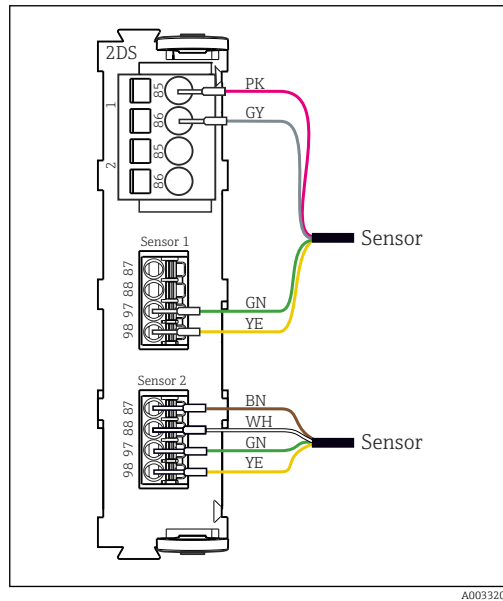 2DS
1
85
PK
86
GY
2
85
86
Sensor
Sensor 1
87
88
97
GN
98
YE
Sensor 2
87
BN
88
WH
97
GN
98
YE
Sensor
A003320